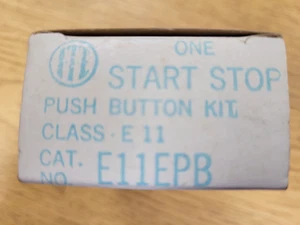 ONE
START STOP
PUSH BUTTON KIT
CLASS · E 11
CAT. NO. E11EPB